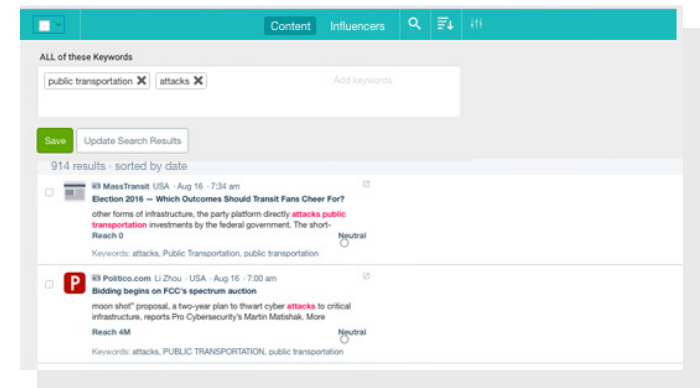 Content Influencers
ALL of these Keywords
public transportation ✖ attacks ✖ Add keywords
Save Update Search Results
914 results · sorted by date
MassTransit USA · Aug 16 · 7:34 am
Election 2016 — Which Outcomes Should Transit Fans Cheer For?
other forms of infrastructure, the party platform directly attacks public
transportation investments by the federal government. The short-
Reach 0 Neutral
Keywords: attacks, Public Transportation, public transportation
P
Politico.com Li Zhou · USA · Aug 16 · 7:00 am
Bidding begins on FCC's spectrum auction
moon shot" proposal, a two-year plan to thwart cyber attacks to critical
infrastructure, reports Pro Cybersecurity's Martin Matishak. More
Reach 4M Neutral
Keywords: attacks, PUBLIC TRANSPORTATION, public transportation